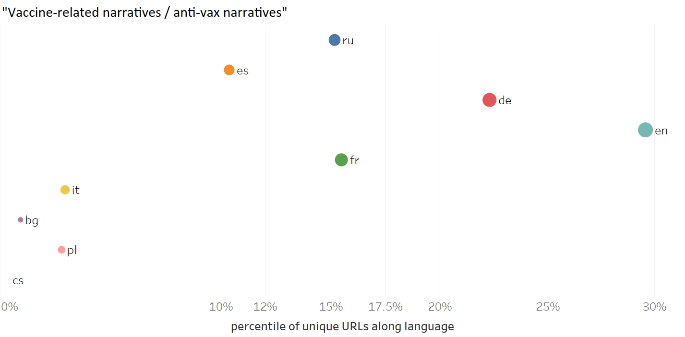 "Vaccine-related narratives / anti-vax narratives"
ru
es
de
en
fr
it
bg
pl
cs
0% 10% 12% 15% 17.5% 20% 25% 30%
percentile of unique URLs along language